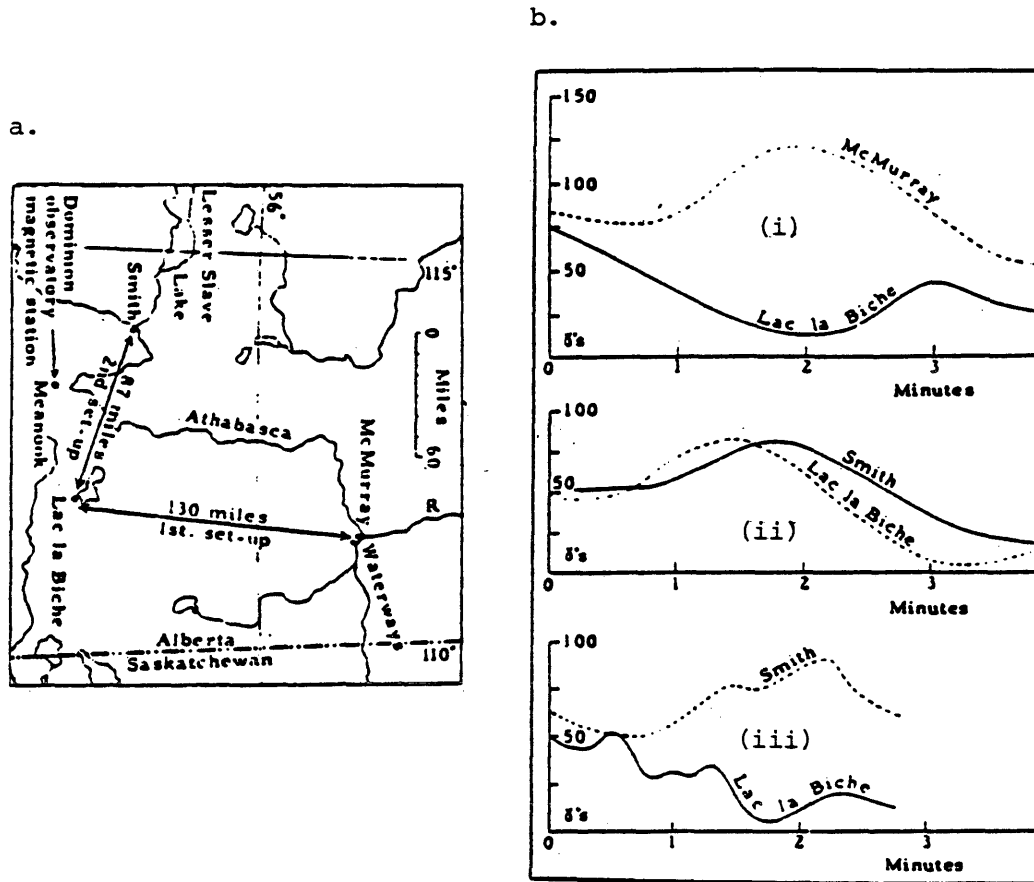 a.
Dominion
observatory
magnetic station
Meanook
Smith
Lesser Slave
Lake
56°
115°
0
Miles
60
87 miles
2nd set-up
Athabasca
McMurray
R
130 miles
1st. set-up
Waterways
Lac la Biche
Alberta
Saskatchewan
110°
b.
150
100
50
McMurray
(i)
Lac la Biche
γ's
0 1 2 3
Minutes
100
50
Smith
Lac la Biche
(ii)
γ's
0 1 2 3
Minutes
100
50
Smith
(iii)
Lac la Biche
γ's
0 1 2 3
Minutes